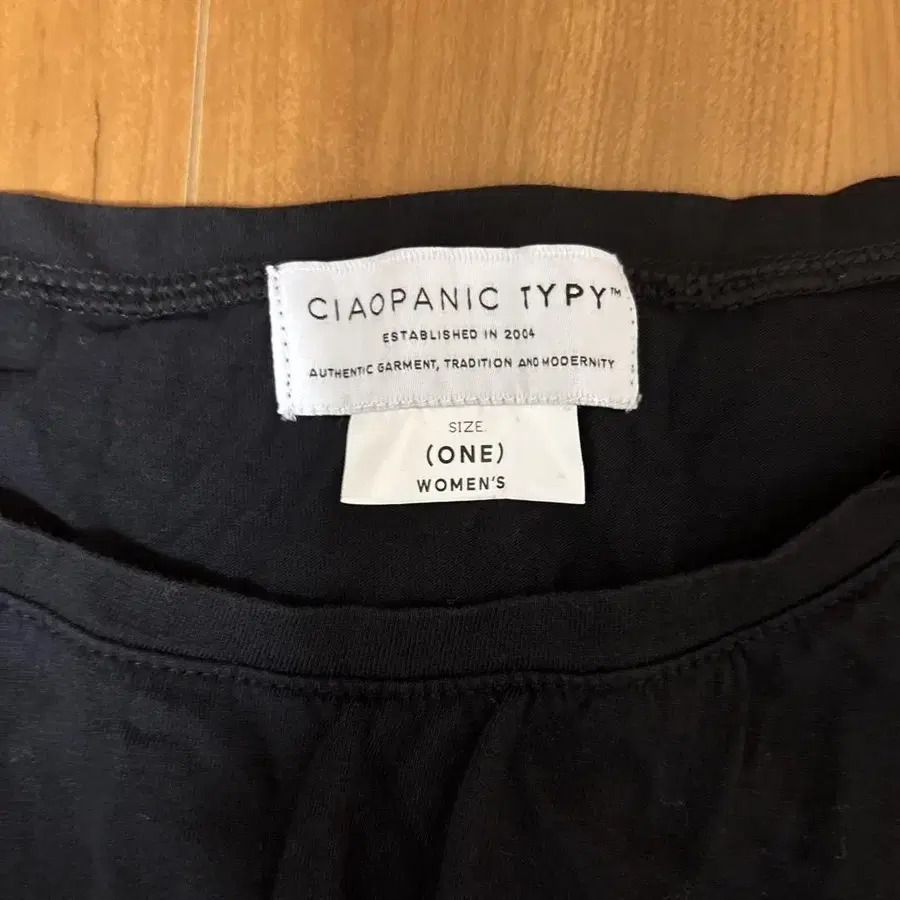 CIAOPANIC TYPY™
ESTABLISHED IN 2004
AUTHENTIC GARMENT, TRADITION AND MODERNITY
SIZE.
(ONE)
WOMEN'S